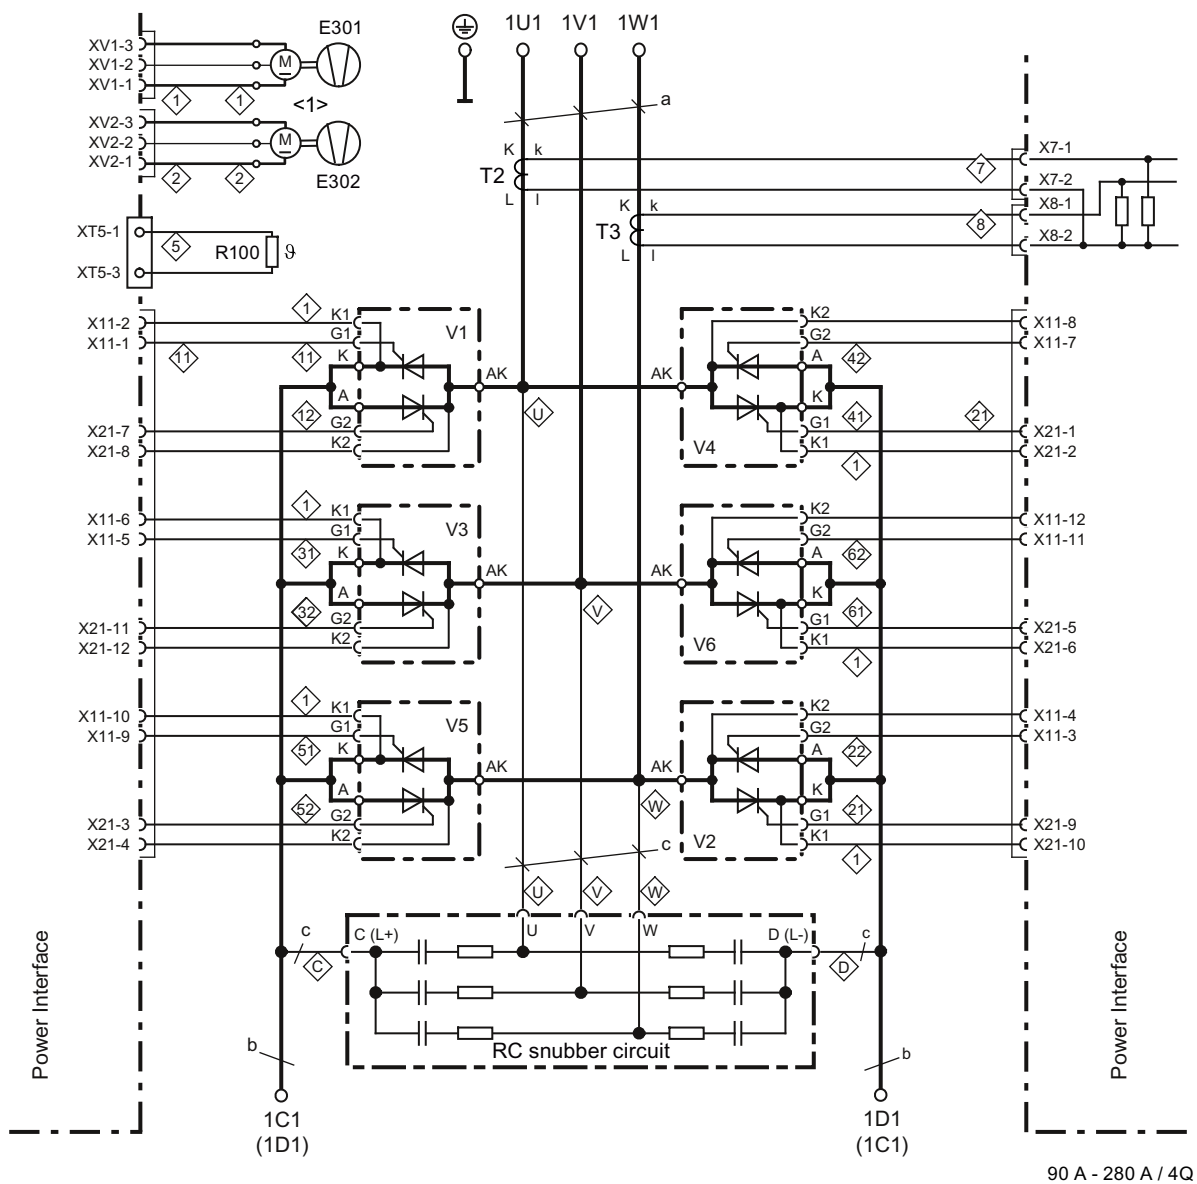 1U1 1V1 1W1
XV1-3
XV1-2
XV1-1
E301
M
1 1
<1>
XV2-3
XV2-2
XV2-1
M
E302
2 2
a
K k
T2
L l
K k
T3
L l
7
8
X7-1
X7-2
X8-1
X8-2
XT5-1
XT5-3
5
R100 ϑ
X11-2
X11-1
11
1
11
12
X21-7
X21-8
K1
G1
K
A
G2
K2
V1
AK
U
AK
V4
K2
G2
A
K
G1
K1
42
41
1
21
X11-8
X11-7
X21-1
X21-2
X11-6
X11-5
1
31
32
X21-11
X21-12
K1
G1
K
A
G2
K2
V3
AK
V
AK
V6
K2
G2
A
K
G1
K1
62
61
1
X11-12
X11-11
X21-5
X21-6
X11-10
X11-9
1
51
52
X21-3
X21-4
K1
G1
K
A
G2
K2
V5
AK
W
AK
V2
K2
G2
A
K
G1
K1
22
21
1
X11-4
X11-3
X21-9
X21-10
c
U V W
U V W
c
C
C (L+)
D (L-)
D
c
RC snubber circuit
b
b
Power Interface
Power Interface
1C1
(1D1)
1D1
(1C1)
90 A - 280 A / 4Q